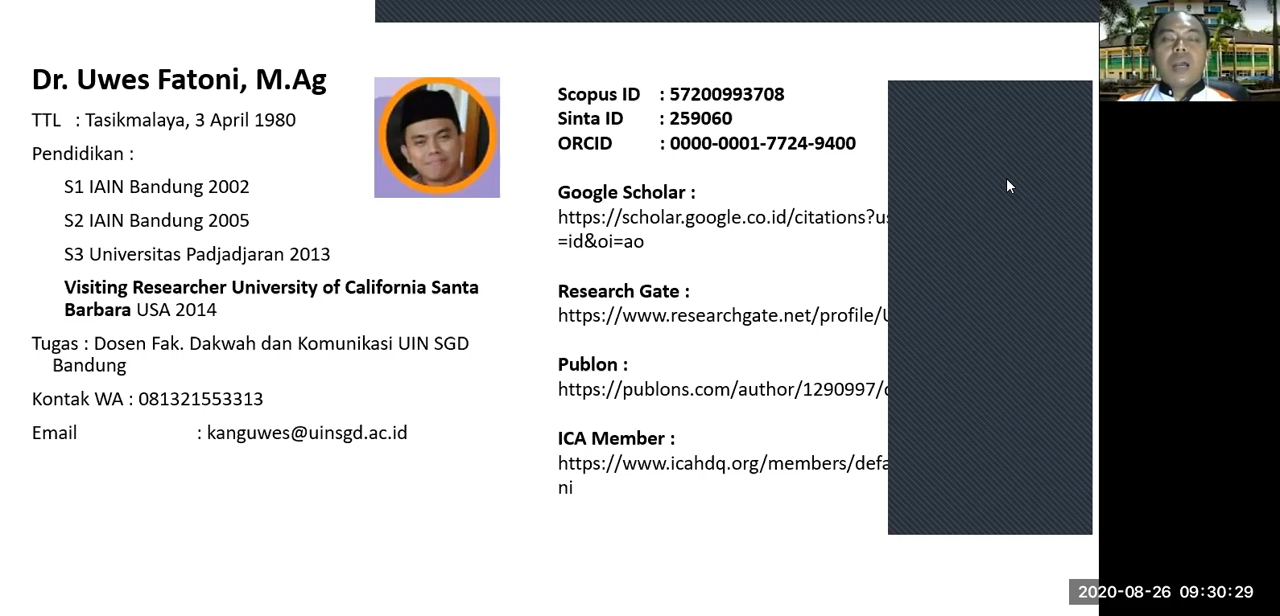 Dr. Uwes Fatoni, M.Ag
TTL : Tasikmalaya, 3 April 1980
Pendidikan :
S1 IAIN Bandung 2002
S2 IAIN Bandung 2005
S3 Universitas Padjadjaran 2013
Visiting Researcher University of California Santa
Barbara USA 2014
Tugas : Dosen Fak. Dakwah dan Komunikasi UIN SGD
Bandung
Kontak WA : 081321553313
Email : kanguwes@uinsgd.ac.id
Scopus ID : 57200993708
Sinta ID : 259060
ORCID : 0000-0001-7724-9400
Google Scholar :
https://scholar.google.co.id/citations?us
=id&oi=ao
Research Gate :
https://www.researchgate.net/profile/U
Publon :
https://publons.com/author/1290997/
ICA Member :
https://www.icahdq.org/members/defa
ni
2020-08-26 09:30:29